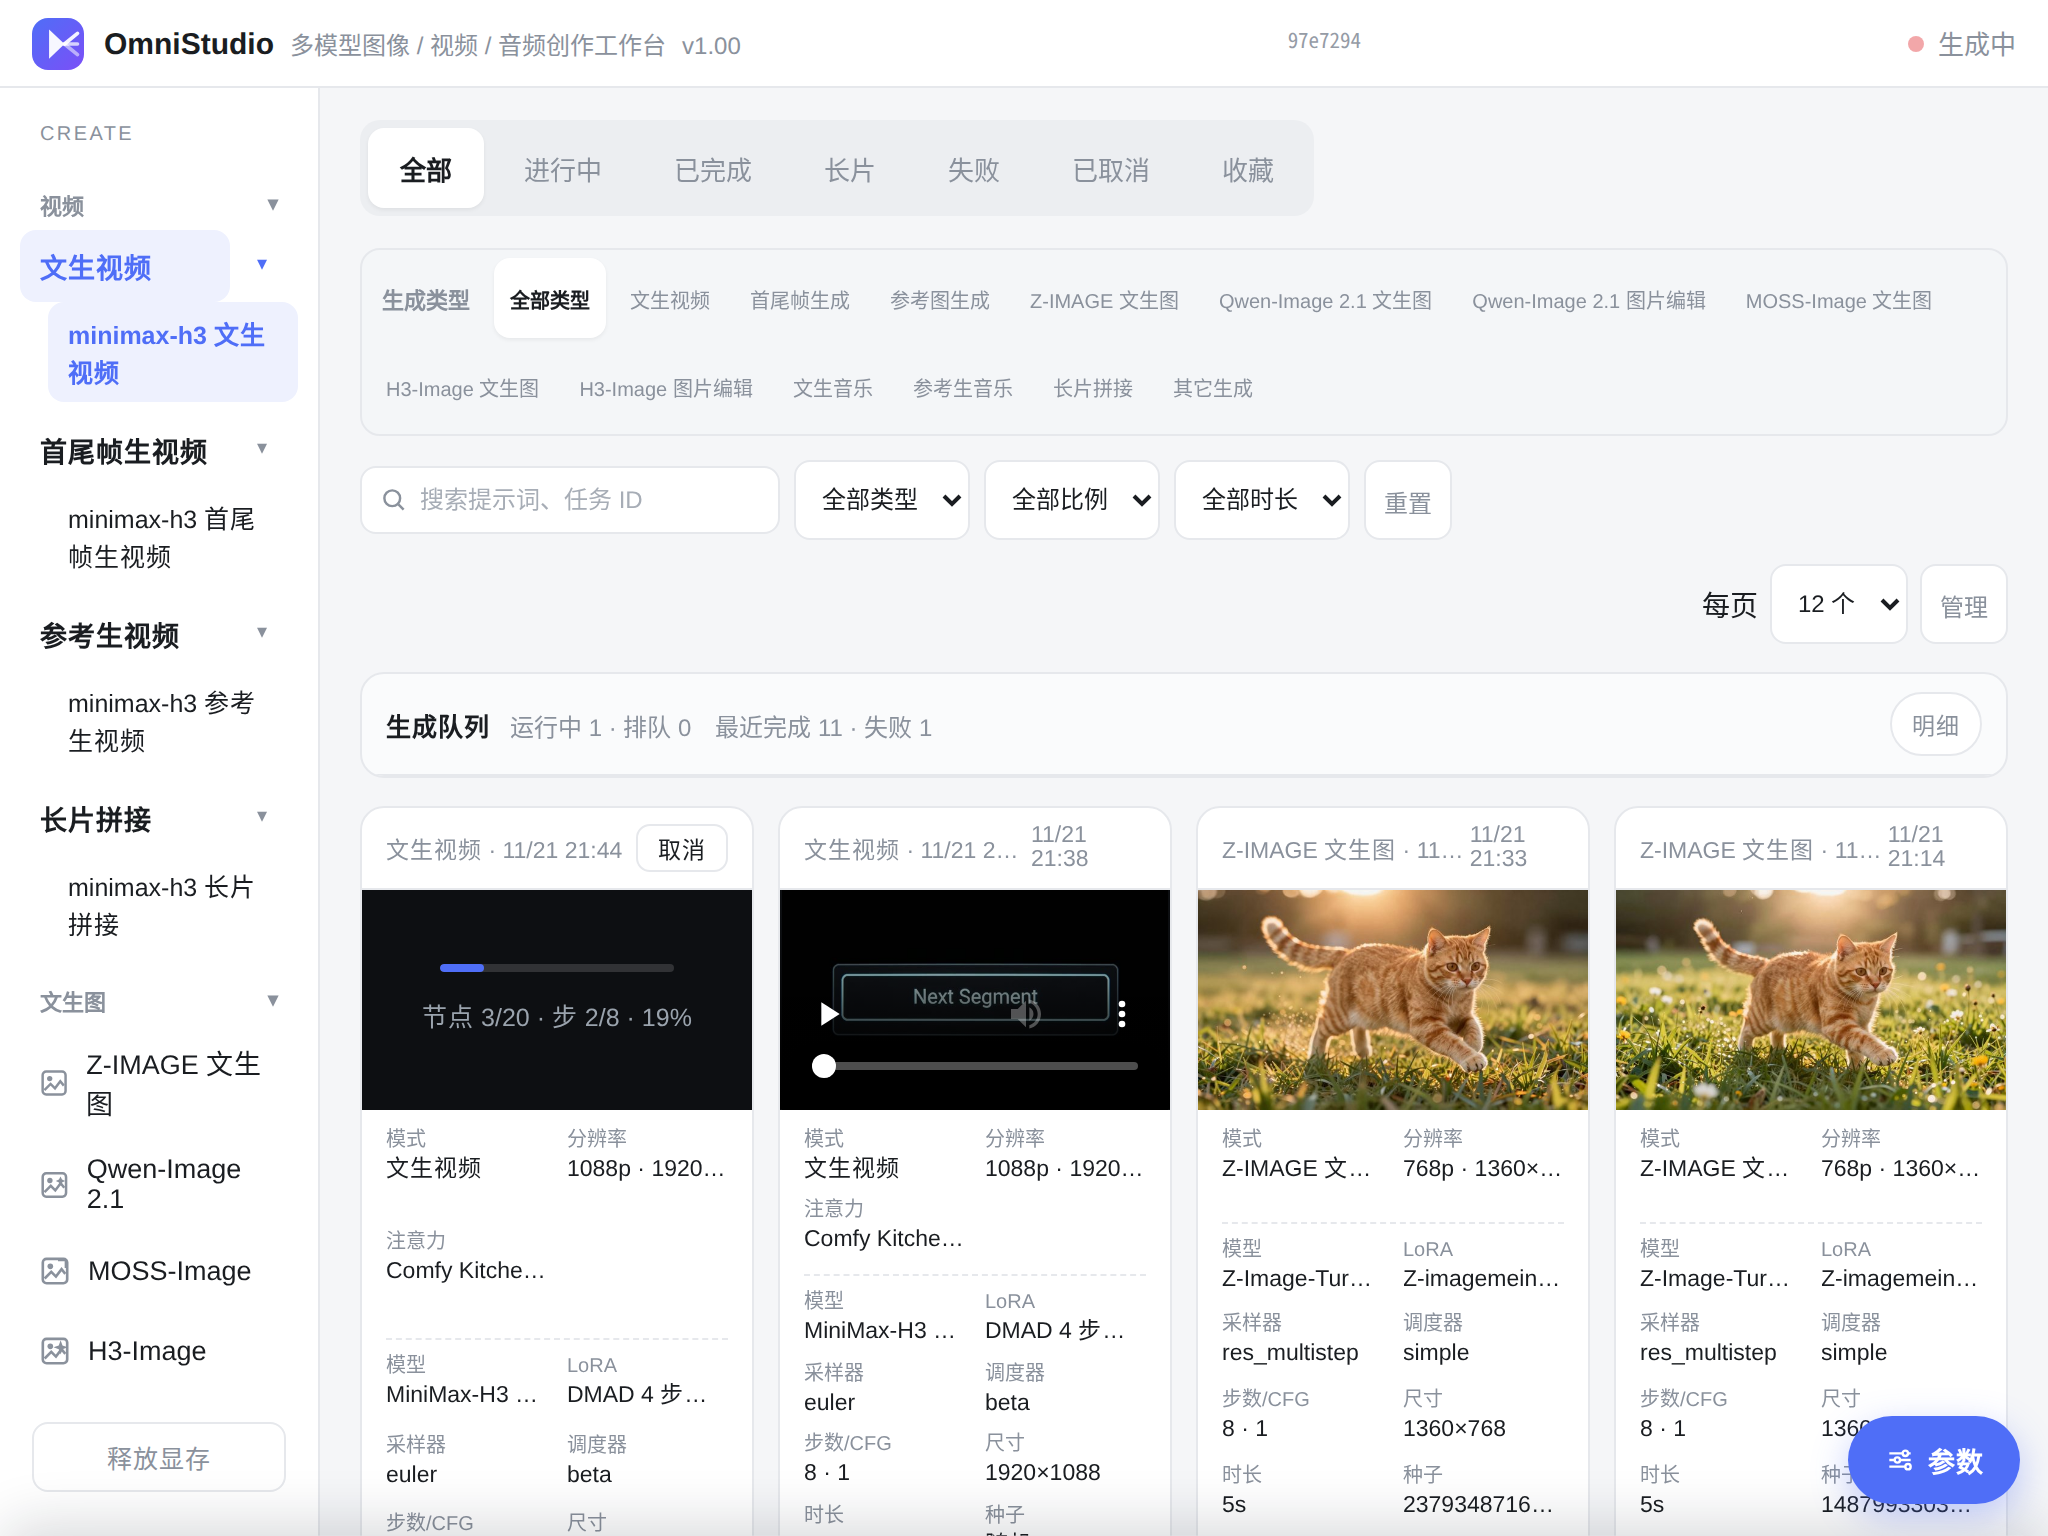 OmniStudio 多模型图像 / 视频 / 音频创作工作台 v1.00
97e7294
生成中
CREATE
视频
文生视频
minimax-h3 文生
视频
首尾帧生视频
minimax-h3 首尾
帧生视频
参考生视频
minimax-h3 参考
生视频
长片拼接
minimax-h3 长片
拼接
文生图
Z-IMAGE 文生
图
Qwen-Image
2.1
MOSS-Image
H3-Image
释放显存
全部 进行中 已完成 长片 失败 已取消 收藏
生成类型 全部类型 文生视频 首尾帧生成 参考图生成 Z-IMAGE 文生图 Qwen-Image 2.1 文生图 Qwen-Image 2.1 图片编辑 MOSS-Image 文生图
H3-Image 文生图 H3-Image 图片编辑 文生音乐 参考生音乐 长片拼接 其它生成
搜索提示词、任务 ID 全部类型 全部比例 全部时长 重置
每页 12 个 管理
生成队列 运行中 1 · 排队 0 最近完成 11 · 失败 1 明细
文生视频 · 11/21 21:44 取消
节点 3/20 · 步 2/8 · 19%
模式 分辨率
文生视频 1088p · 1920…
注意力
Comfy Kitche…
模型 LoRA
MiniMax-H3 … DMAD 4 步…
采样器 调度器
euler beta
步数/CFG 尺寸
文生视频 · 11/21 2… 11/21
21:38
Next Segment
模式 分辨率
文生视频 1088p · 1920…
注意力
Comfy Kitche…
模型 LoRA
MiniMax-H3 … DMAD 4 步…
采样器 调度器
euler beta
步数/CFG 尺寸
8 · 1 1920×1088
时长 种子
Z-IMAGE 文生图 · 11… 11/21
21:33
模式 分辨率
Z-IMAGE 文… 768p · 1360×…
模型 LoRA
Z-Image-Tur… Z-imagemein…
采样器 调度器
res_multistep simple
步数/CFG 尺寸
8 · 1 1360×768
时长 种子
5s 2379348716…
Z-IMAGE 文生图 · 11… 11/21
21:14
模式 分辨率
Z-IMAGE 文… 768p · 1360×…
模型 LoRA
Z-Image-Tur… Z-imagemein…
采样器 调度器
res_multistep simple
步数/CFG 尺寸
8 · 1
时长
5s
参数